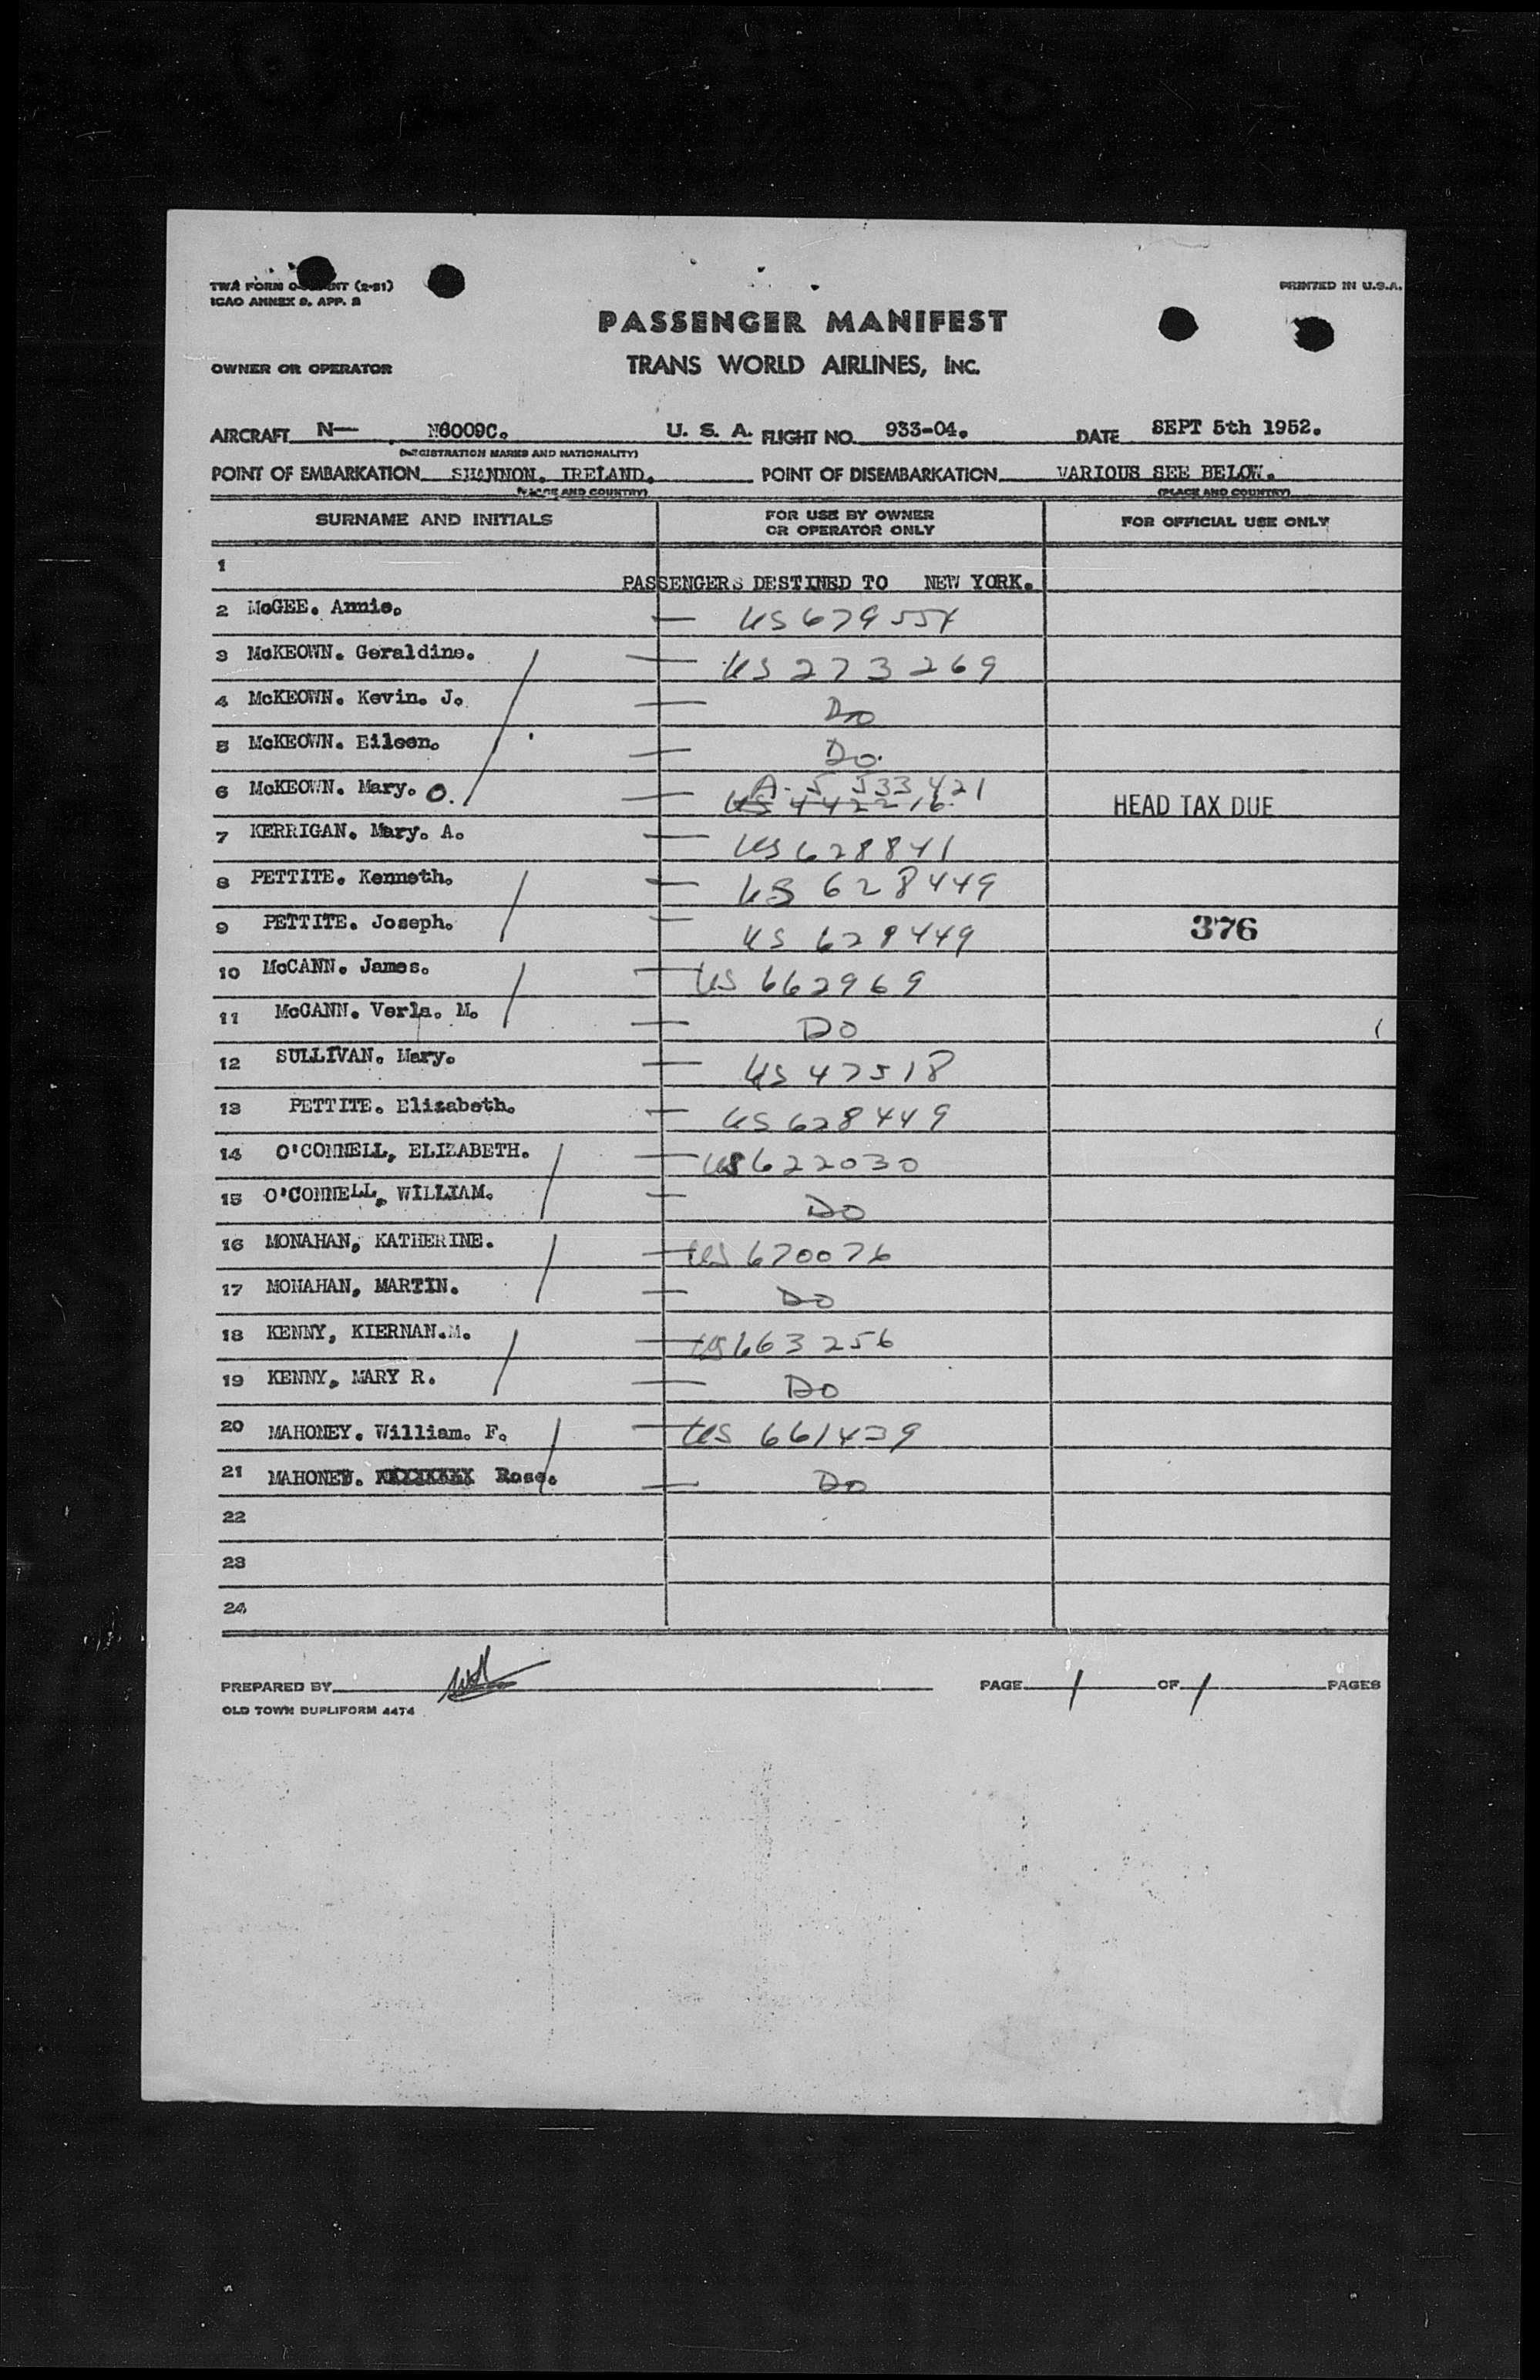 TWA FORM (2-51)
ICAO ANNEX 9, APP. 2
PRINTED IN U.S.A.
PASSENGER MANIFEST
OWNER OR OPERATOR TRANS WORLD AIRLINES, INC.
AIRCRAFT N— N6009C. U. S. A. FLIGHT NO. 933-04. DATE SEPT 5th 1952.
(REGISTRATION MARKS AND NATIONALITY)
POINT OF EMBARKATION SHANNON. IRELAND. POINT OF DISEMBARKATION VARIOUS SEE BELOW.
(PLACE AND COUNTRY) (PLACE AND COUNTRY)
SURNAME AND INITIALS FOR USE BY OWNER OR OPERATOR ONLY FOR OFFICIAL USE ONLY
1 PASSENGERS DESTINED TO NEW YORK.
2 McGEE. Annie. — US 679554
3 McKEOWN. Geraldine. — US 273269
4 McKEOWN. Kevin. J. — Do
5 McKEOWN. Eileen. — Do.
6 McKEOWN. Mary. O. — A-5 533 421 US 442216 HEAD TAX DUE
7 KERRIGAN. Mary. A. — US 628841
8 PETTITE. Kenneth. — US 628449
9 PETTITE. Joseph. — US 628449 376
10 McCANN. James. — US 662969
11 McCANN. Verla. M. — DO
12 SULLIVAN. Mary. — US 47518
13 PETTITE. Elizabeth. — US 628449
14 O'CONNELL, ELIZABETH. — US 622030
15 O'CONNELL, WILLIAM. — DO
16 MONAHAN, KATHERINE. — US 670076
17 MONAHAN, MARTIN. — DO
18 KENNY, KIERNAN.M. — US 663256
19 KENNY, MARY R. — DO
20 MAHONEY. William. F. — US 661439
21 MAHONEY. Rose. — Do
22
23
24
PREPARED BY PAGE 1 OF 1 PAGES
OLD TOWN DUPLIFORM 4474